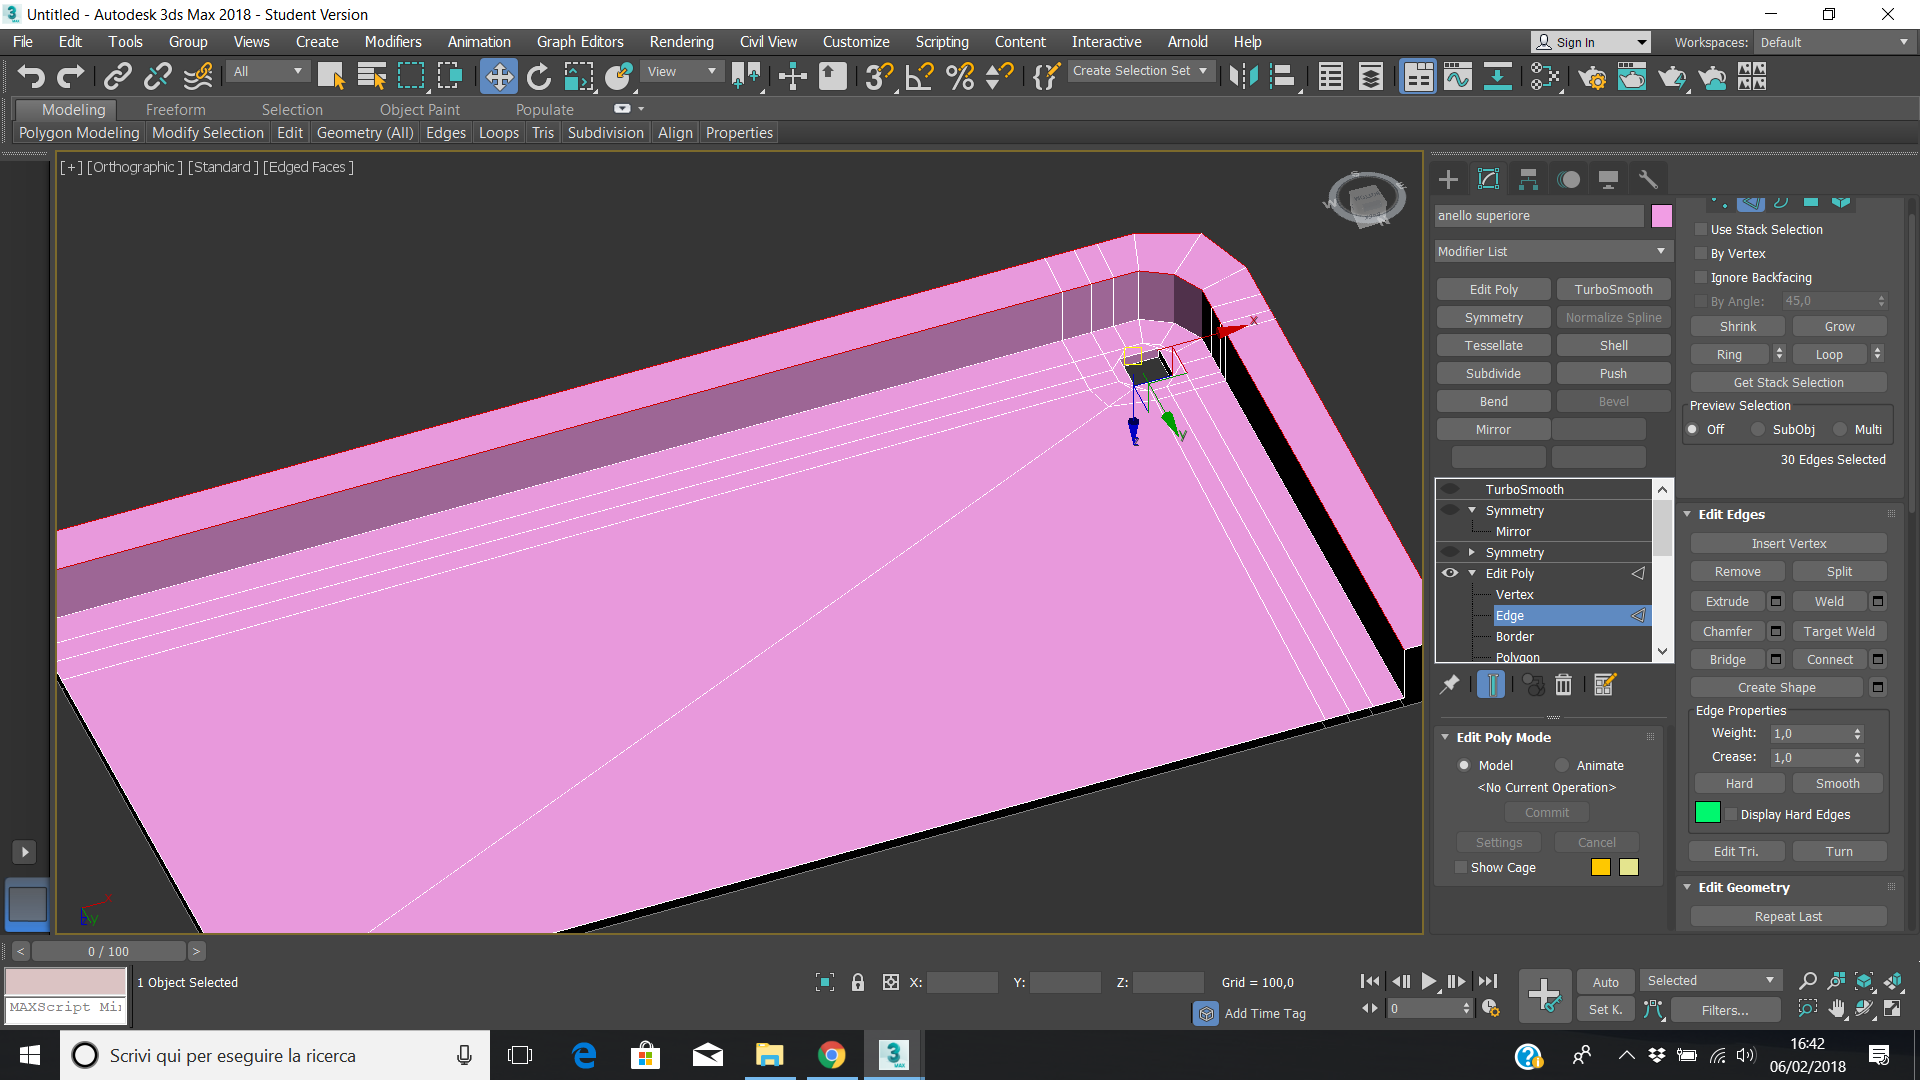 Untitled - Autodesk 3ds Max 2018 - Student Version
File Edit Tools Group Views Create Modifiers Animation Graph Editors Rendering Civil View Customize Scripting Content Interactive Arnold Help Sign In Workspaces: Default
All View Create Selection Set
Modeling Freeform Selection Object Paint Populate
Polygon Modeling Modify Selection Edit Geometry (All) Edges Loops Tris Subdivision Align Properties
[+] [Orthographic ] [Standard ] [Edged Faces ]
x
y
anello superiore
Modifier List
Edit Poly TurboSmooth
Symmetry Normalize Spline
Tessellate Shell
Subdivide Push
Bend Bevel
Mirror
TurboSmooth
Symmetry
Mirror
Symmetry
Edit Poly
Vertex
Edge
Border
Polygon
Edit Poly Mode
Model Animate
<No Current Operation>
Commit
Settings Cancel
Show Cage
Use Stack Selection
By Vertex
Ignore Backfacing
By Angle: 45,0
Shrink Grow
Ring Loop
Get Stack Selection
Preview Selection
Off SubObj Multi
30 Edges Selected
Edit Edges
Insert Vertex
Remove Split
Extrude Weld
Chamfer Target Weld
Bridge Connect
Create Shape
Edge Properties
Weight: 1,0
Crease: 1,0
Hard Smooth
Display Hard Edges
Edit Tri. Turn
Edit Geometry
Repeat Last
< 0 / 100 >
1 Object Selected X: Y: Z: Grid = 100,0 Auto Selected
MAXScript Mi Add Time Tag 0 Set K. Filters...
Scrivi qui per eseguire la ricerca
3
MAX
16:42
06/02/2018